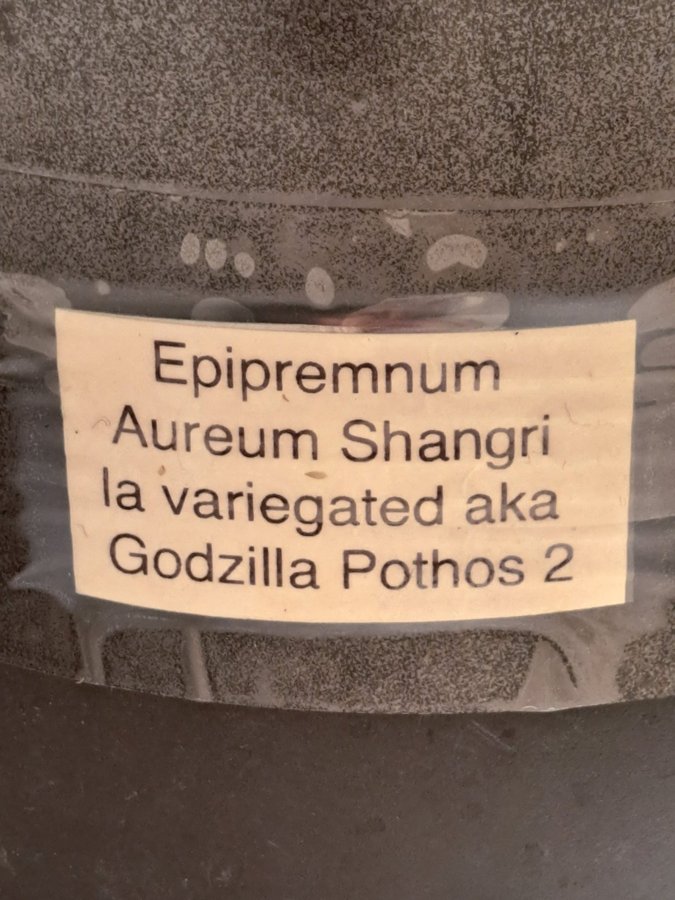 Epipremnum
Aureum Shangri
la variegated aka
Godzilla Pothos 2